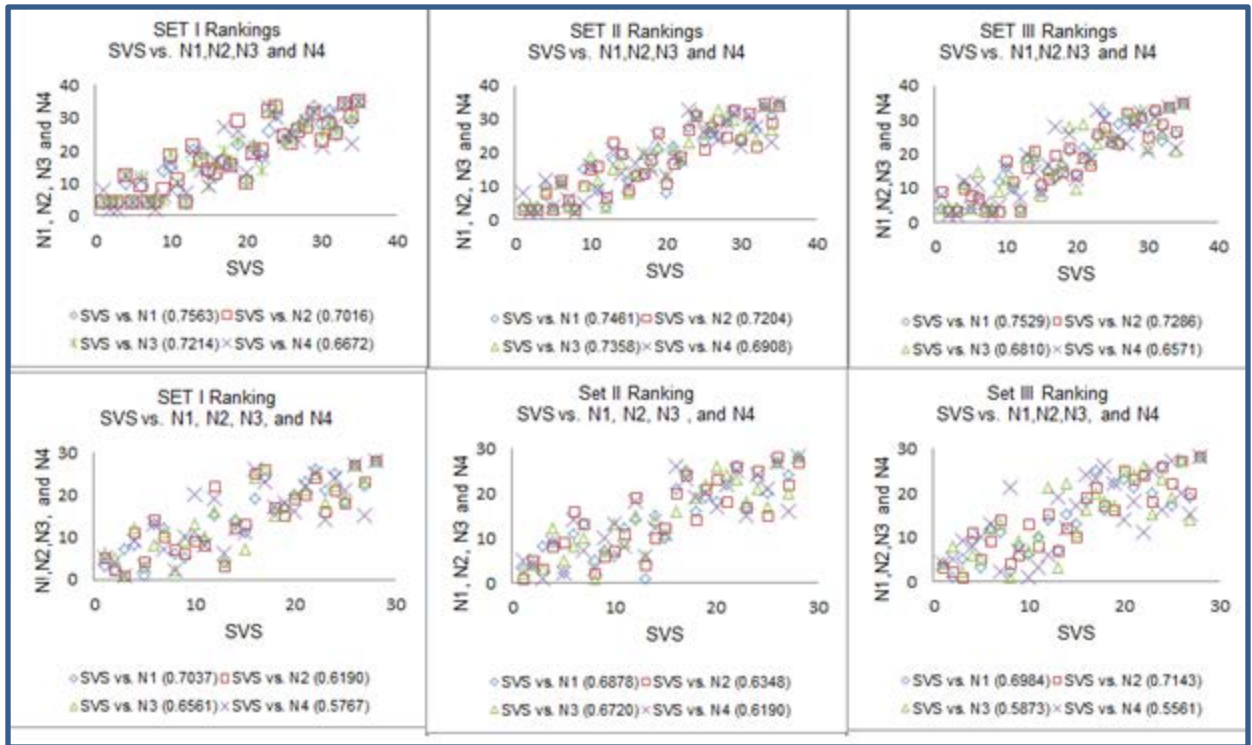 SET I Rankings
SVS vs. N1,N2,N3 and N4
N1, N2, N3 and N4
40
30
20
10
0
0 10 20 30 40
SVS
SVS vs. N1 (0.7563) SVS vs. N2 (0.7016)
SVS vs. N3 (0.7214) SVS vs. N4 (0.6672)
SET II Rankings
SVS vs. N1,N2,N3 and N4
N1, N2, N3 and N4
40
30
20
10
0
0 10 20 30 40
SVS
SVS vs. N1 (0.7461) SVS vs. N2 (0.7204)
SVS vs. N3 (0.7358) SVS vs. N4 (0.6908)
SET III Rankings
SVS vs. N1,N2.N3 and N4
N1,N2,N3 and N4
40
30
20
10
0
0 10 20 30 40
SVS
SVS vs. N1 (0.7529) SVS vs. N2 (0.7286)
SVS vs. N3 (0.6810) SVS vs. N4 (0.6571)
SET I Ranking
SVS vs. N1, N2, N3, and N4
N!,N2,N3, and N4
30
20
10
0
0 10 20 30
SVS
SVS vs. N1 (0.7037) SVS vs. N2 (0.6190)
SVS vs. N3 (0.6561) SVS vs. N4 (0.5767)
Set II Ranking
SVS vs. N1, N2, N3 , and N4
N1, N2, N3 and N4
30
20
10
0
0 10 20 30
SVS
SVS vs. N1 (0.6878) SVS vs. N2 (0.6348)
SVS vs. N3 (0.6720) SVS vs. N4 (0.6190)
Set III Ranking
SVS vs. N1,N2,N3, and N4
N1,N2,N3, and N4
30
20
10
0
0 10 20 30
SVS
SVS vs. N1 (0.6984) SVS vs. N2 (0.7143)
SVS vs. N3 (0.5873) SVS vs. N4 (0.5561)